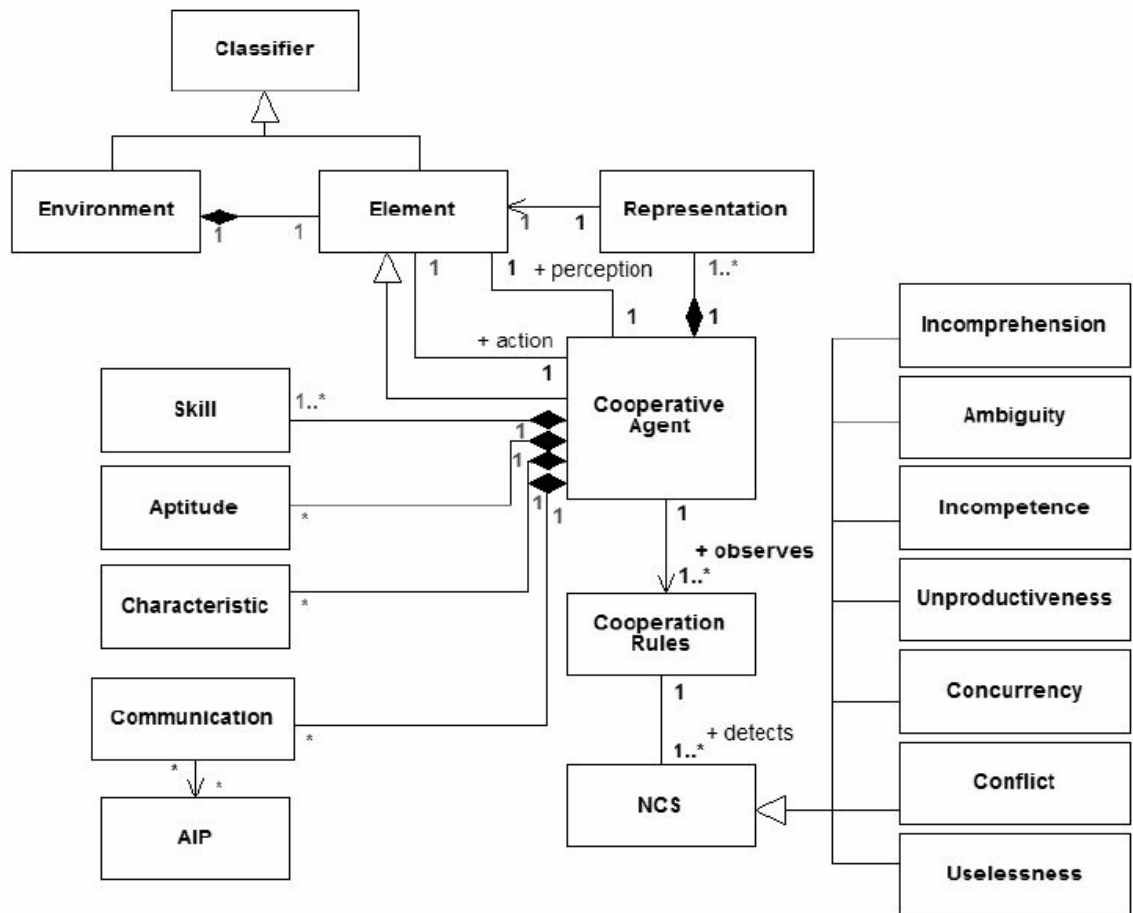 Classifier
Environment
1
1
Element
1
1
Representation
1
1
+ perception
1..*
1
1
+ action
1
Cooperative
Agent
Skill
1..*
1
Aptitude
*
1
Characteristic
*
1
Communication
*
1
*
*
AIP
1
+ observes
1..*
Cooperation
Rules
1
+ detects
1..*
NCS
Incomprehension
Ambiguity
Incompetence
Unproductiveness
Concurrency
Conflict
Uselessness